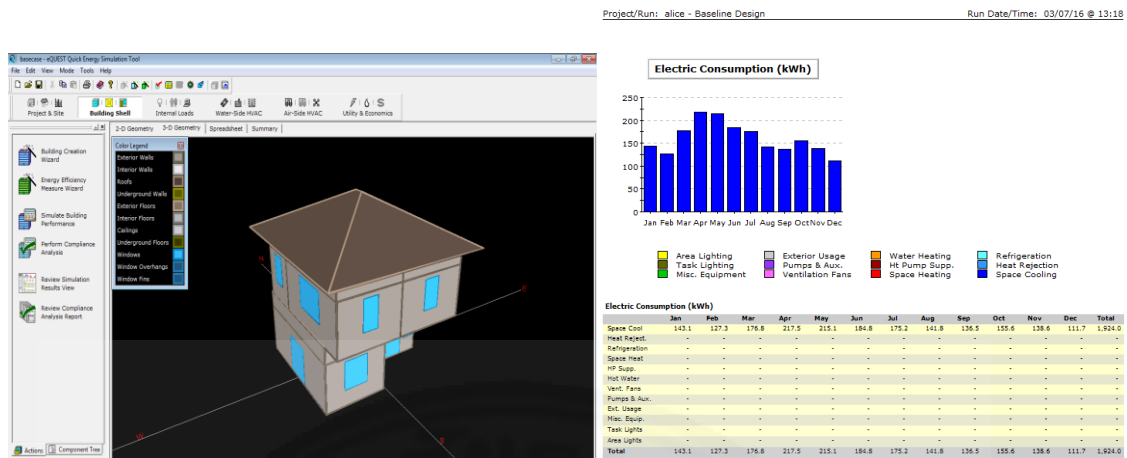 basecase - eQUEST Quick Energy Simulation Tool
File Edit View Mode Tools Help
Project & Site Building Shell Internal Loads Water-Side HVAC Air-Side HVAC Utility & Economics
2-D Geometry 3-D Geometry Spreadsheet Summary
Building Creation
Wizard
Energy Efficiency
Measure Wizard
Simulate Building
Performance
Perform Compliance
Analysis
Review Simulation
Results View
Review Compliance
Analysis Report
Actions Component Tree
Color Legend
Exterior Walls
Interior Walls
Roofs
Underground Walls
Exterior Floors
Interior Floors
Ceilings
Underground Floors
Windows
Window Overhangs
Window Fins
N
E
W
S
Project/Run: alice - Baseline Design Run Date/Time: 03/07/16 @ 13:18
Electric Consumption (kWh)
250
200
150
100
50
0
Jan Feb Mar Apr May Jun Jul Aug Sep Oct Nov Dec
Area Lighting Exterior Usage Water Heating Refrigeration
Task Lighting Pumps & Aux. Ht Pump Supp. Heat Rejection
Misc. Equipment Ventilation Fans Space Heating Space Cooling
Electric Consumption (kWh)
Jan Feb Mar Apr May Jun Jul Aug Sep Oct Nov Dec Total
Space Cool 143.1 127.3 176.8 217.5 215.1 184.8 175.2 141.8 136.5 155.6 138.6 111.7 1,924.0
Heat Reject. - - - - - - - - - - - - -
Refrigeration - - - - - - - - - - - - -
Space Heat - - - - - - - - - - - - -
HP Supp. - - - - - - - - - - - - -
Hot Water - - - - - - - - - - - - -
Vent. Fans - - - - - - - - - - - - -
Pumps & Aux. - - - - - - - - - - - - -
Ext. Usage - - - - - - - - - - - - -
Misc. Equip. - - - - - - - - - - - - -
Task Lights - - - - - - - - - - - - -
Area Lights - - - - - - - - - - - - -
Total 143.1 127.3 176.8 217.5 215.1 184.8 175.2 141.8 136.5 155.6 138.6 111.7 1,924.0